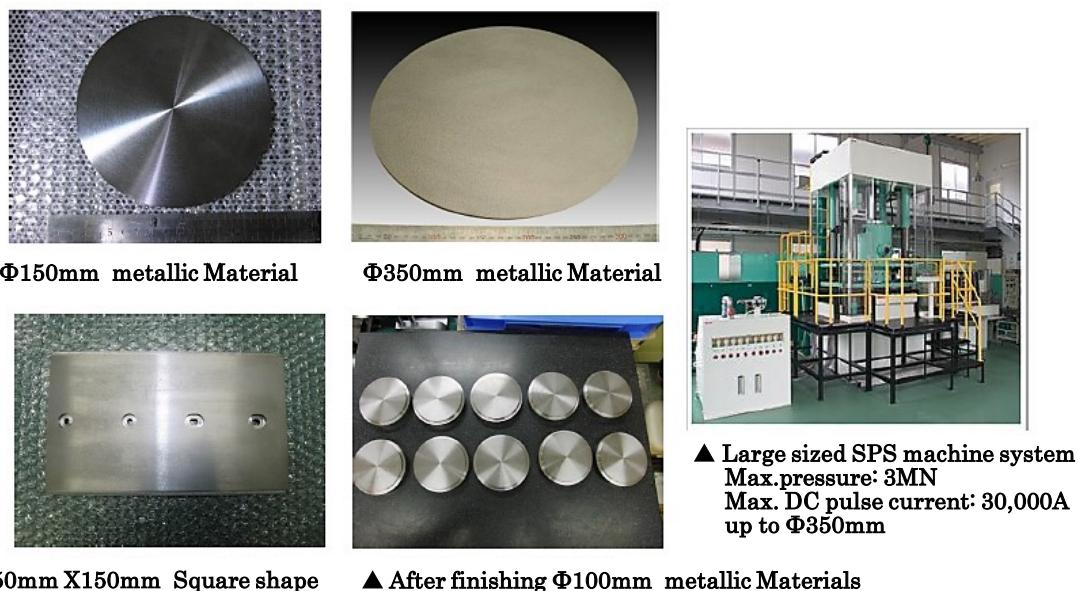 Φ150mm metallic Material
Φ350mm metallic Material
▲ Large sized SPS machine system
Max.pressure: 3MN
Max. DC pulse current: 30,000A
up to Φ350mm
50mm X150mm Square shape
▲ After finishing Φ100mm metallic Materials